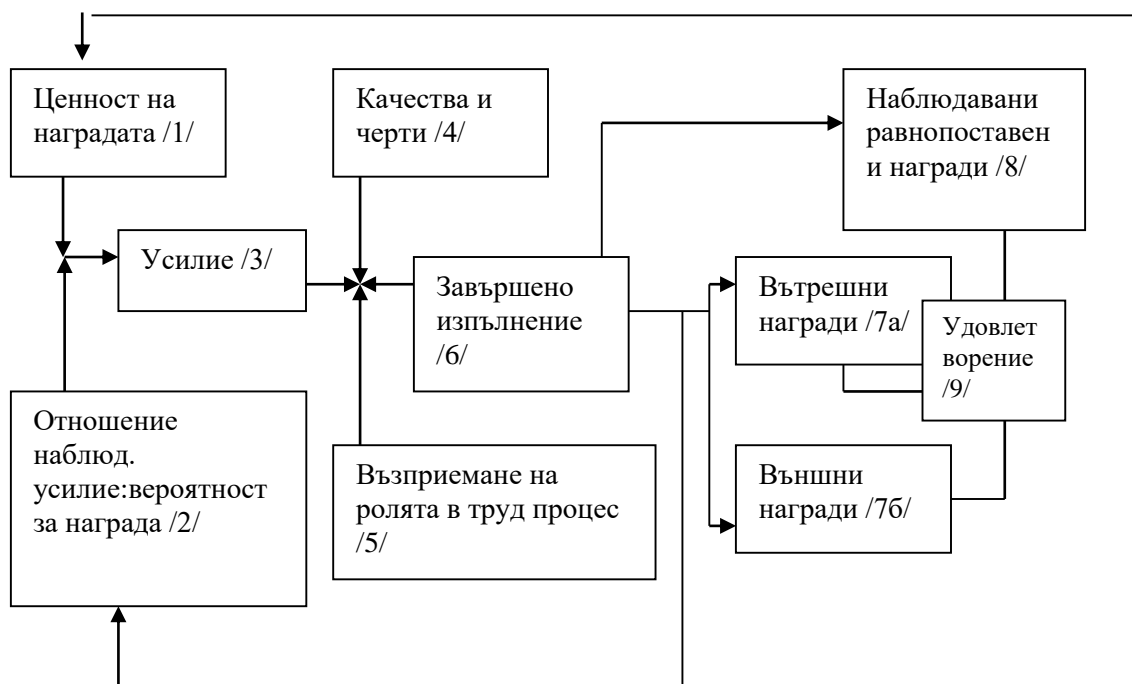 Ценност на
наградата /1/
Качества и
черти /4/
Наблюдавани
равнопоставен
и награди /8/
Усилие /3/
Завършено
изпълнение
/6/
Вътрешни
награди /7а/
Удовлет
ворение
/9/
Отношение
наблюд.
усилие:вероятност
за награда /2/
Възприемане на
ролята в труд процес
/5/
Външни
награди /7б/